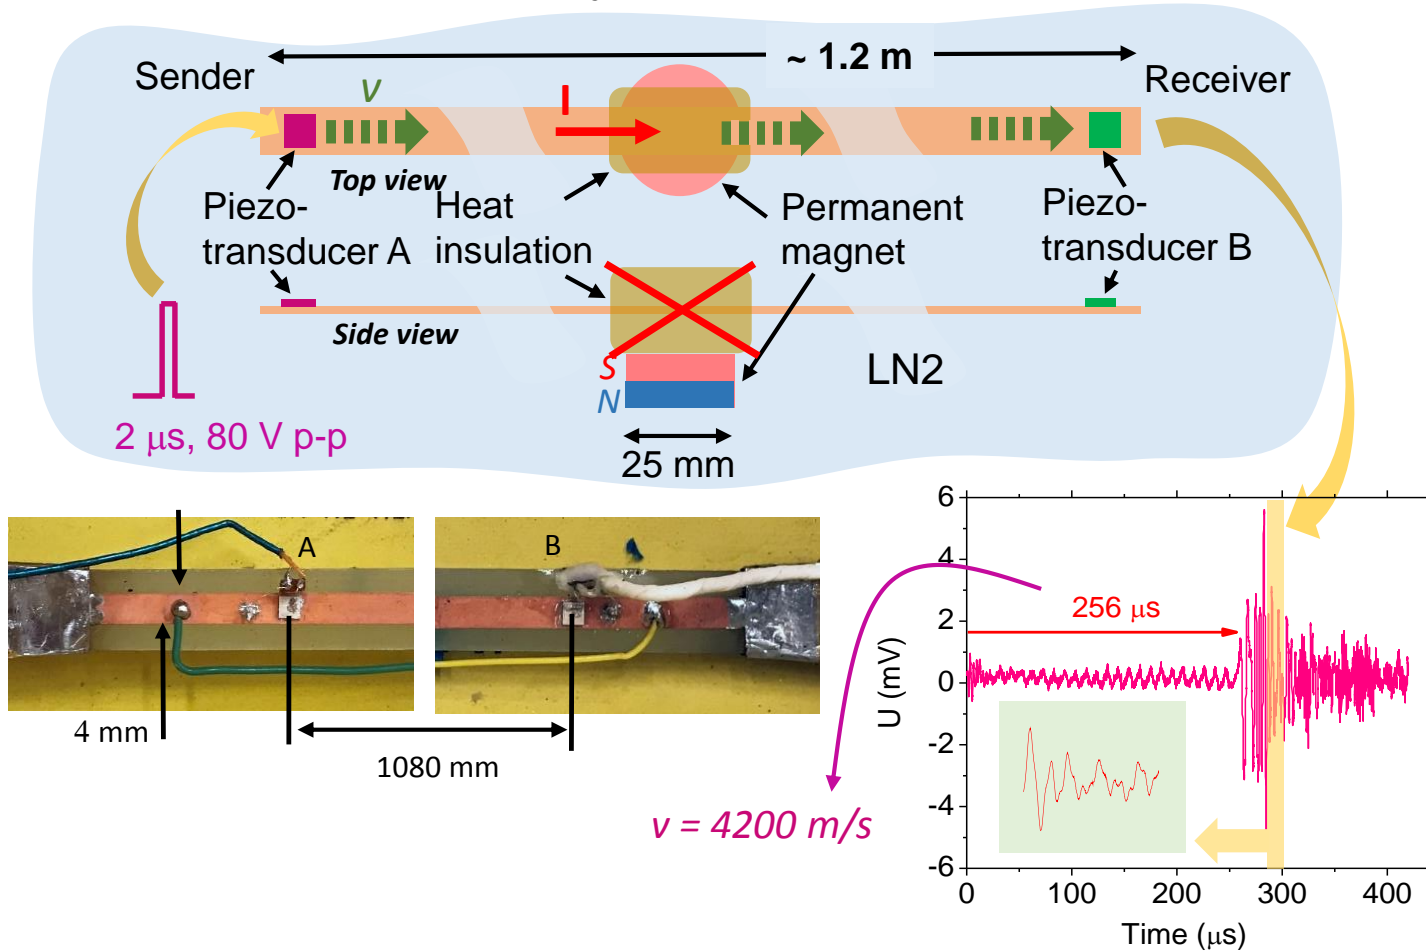 ~ 1.2 m
Sender
Receiver
v
I
Top view
Piezo-
transducer A
Heat
insulation
Permanent
magnet
Piezo-
transducer B
Side view
S
N
LN2
2 μs, 80 V p-p
25 mm
A
B
4 mm
1080 mm
v = 4200 m/s
256 μs
U (mV)
6
4
2
0
-2
-4
-6
0
100
200
300
400
Time (μs)